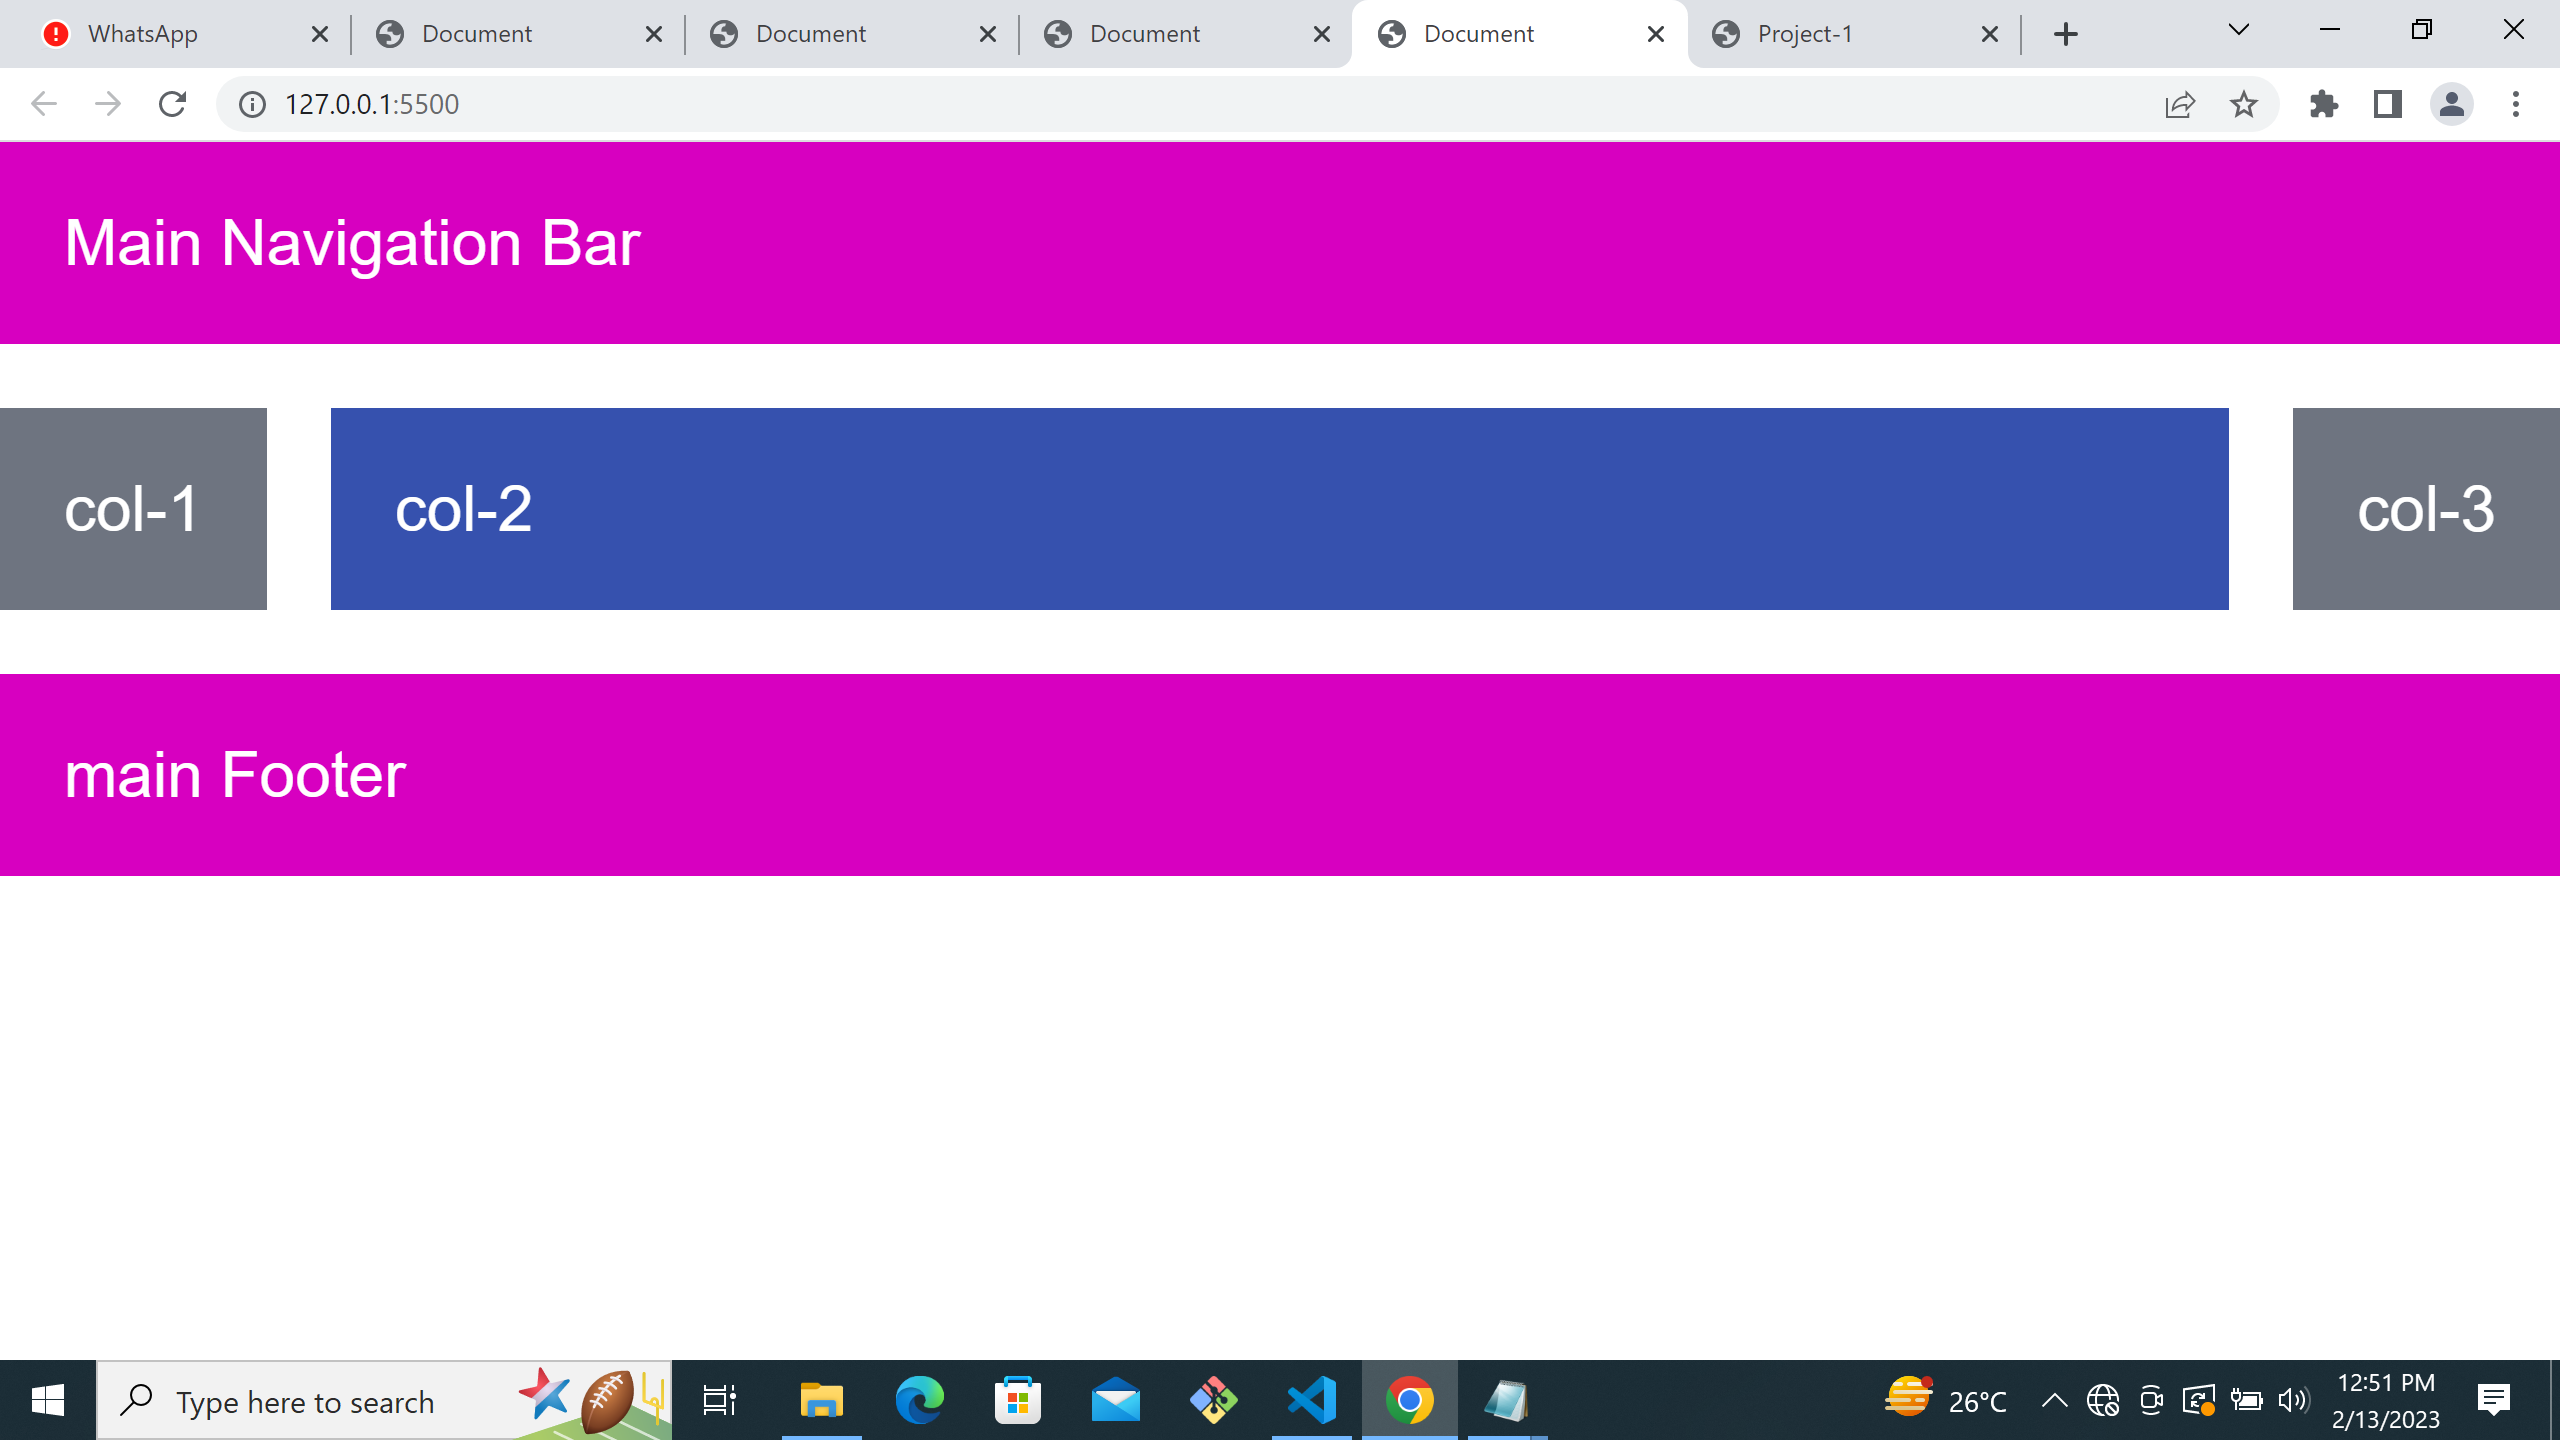 WhatsApp
Document
Document
Document
Document
Project-1
127.0.0.1:5500
Main Navigation Bar
col-1
col-2
col-3
main Footer
Type here to search
26°C
12:51 PM
2/13/2023